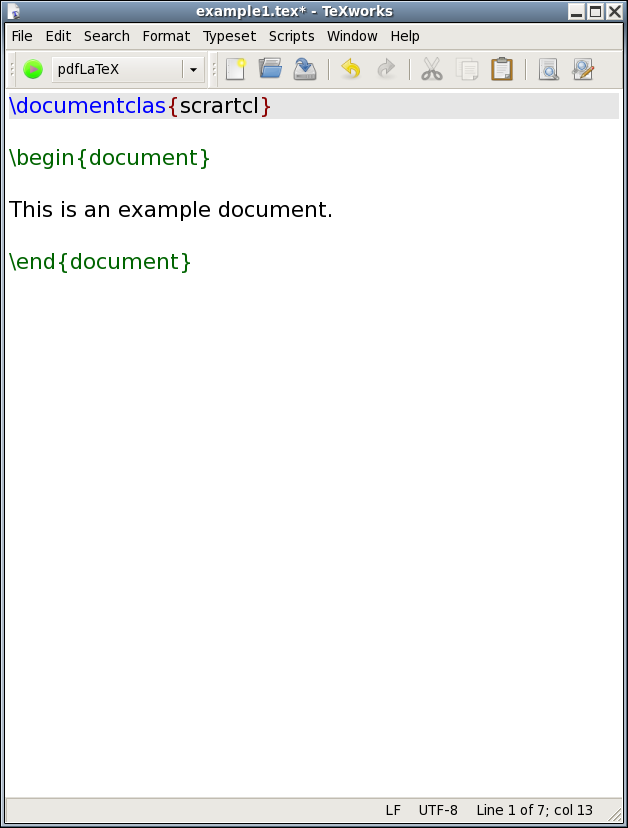 example1.tex* - TeXworks
File Edit Search Format Typeset Scripts Window Help
pdfLaTeX
\documentclas{scrartcl}
\begin{document}
This is an example document.
\end{document}
LF UTF-8 Line 1 of 7; col 13